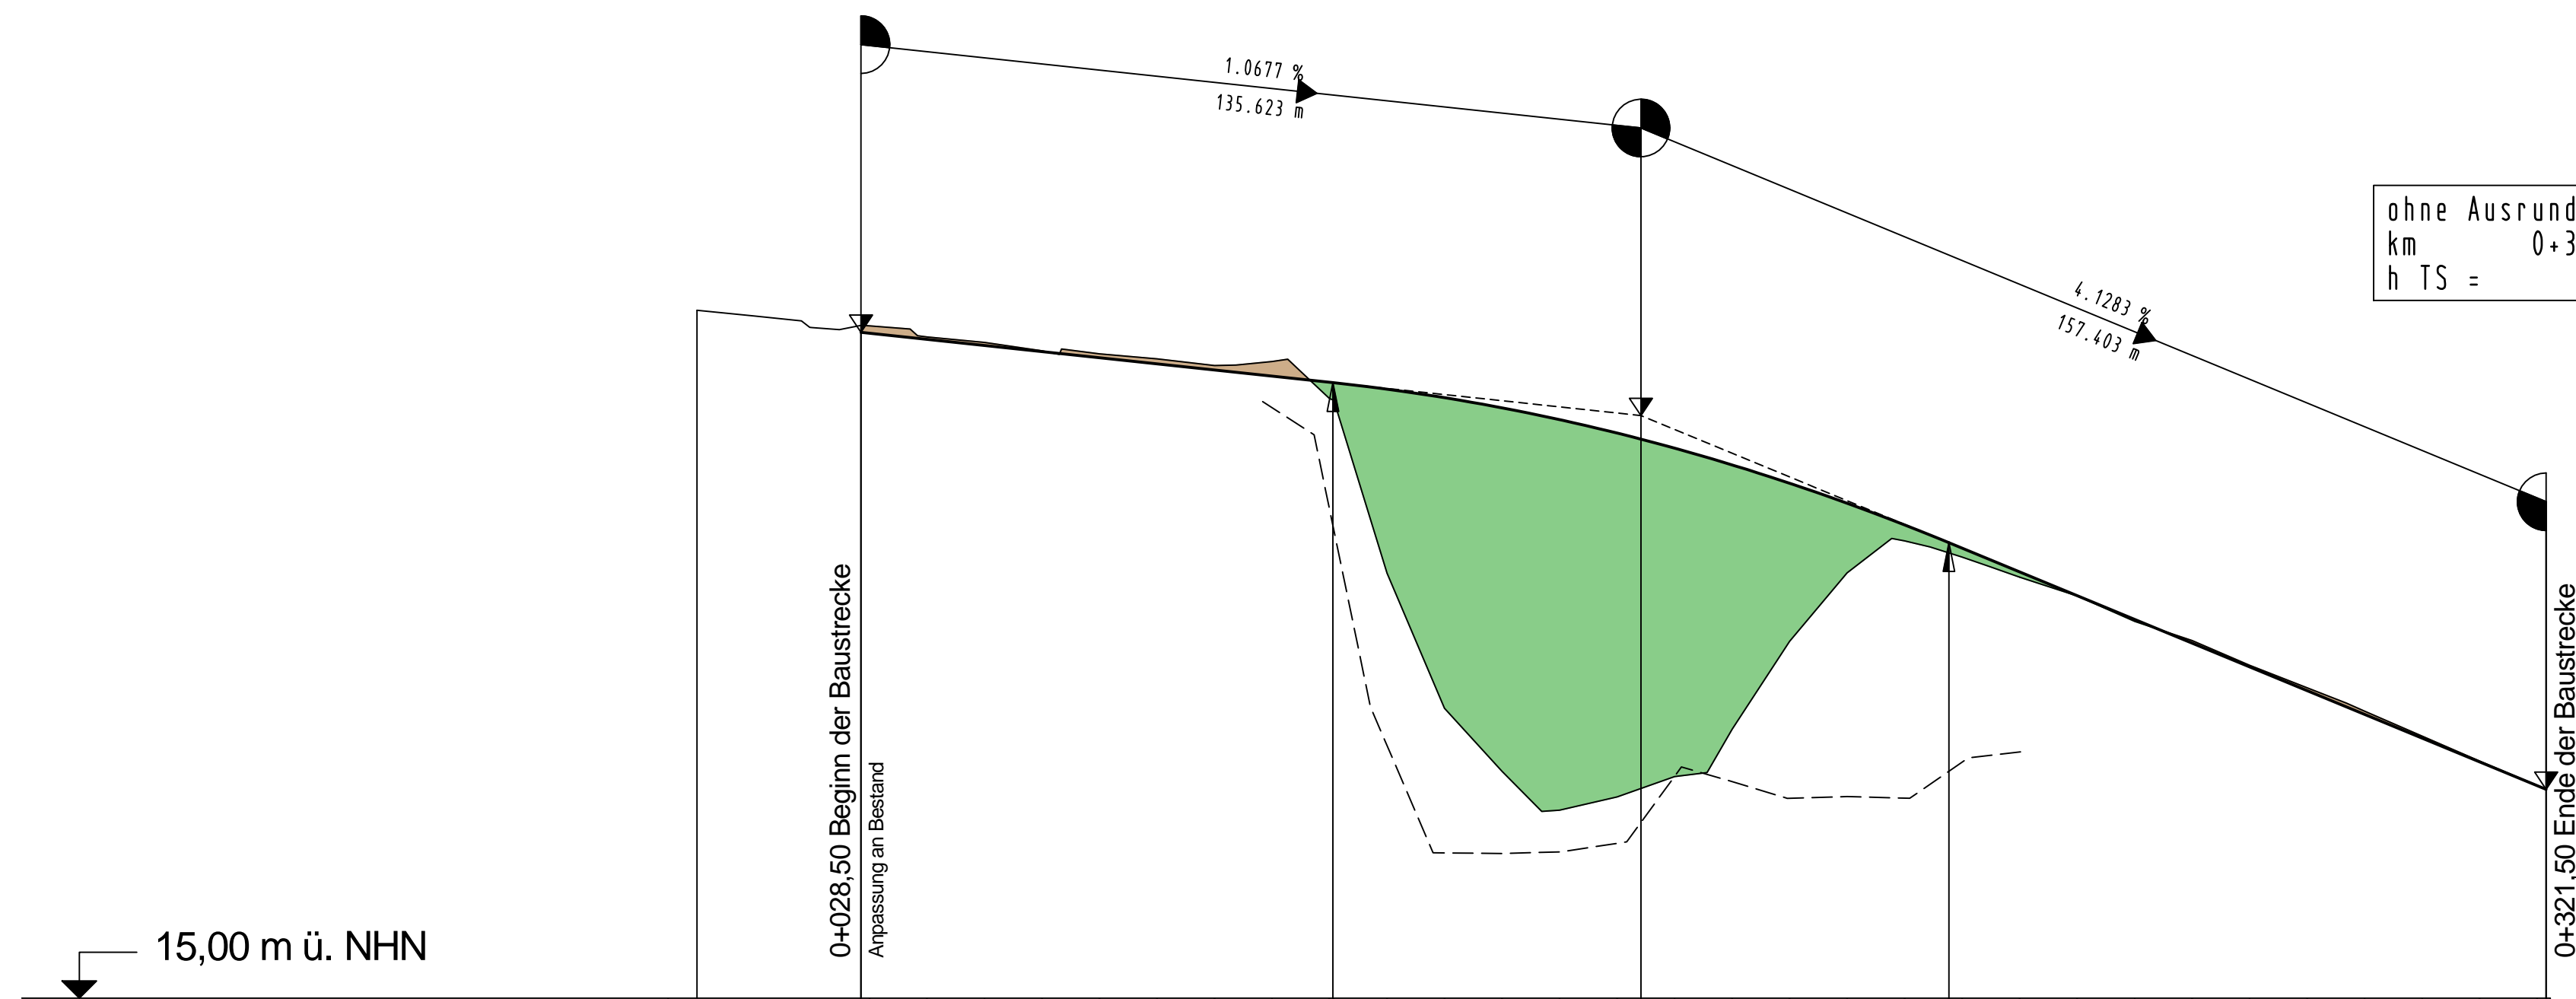 1.0677 %
135.623 m
4.1283 %
157.403 m
ohne Ausrund
km 0+3
h TS =
0+028,50 Beginn der Baustrecke
Anpassung an Bestand
0+321,50 Ende der Baustrecke
15,00 m ü. NHN